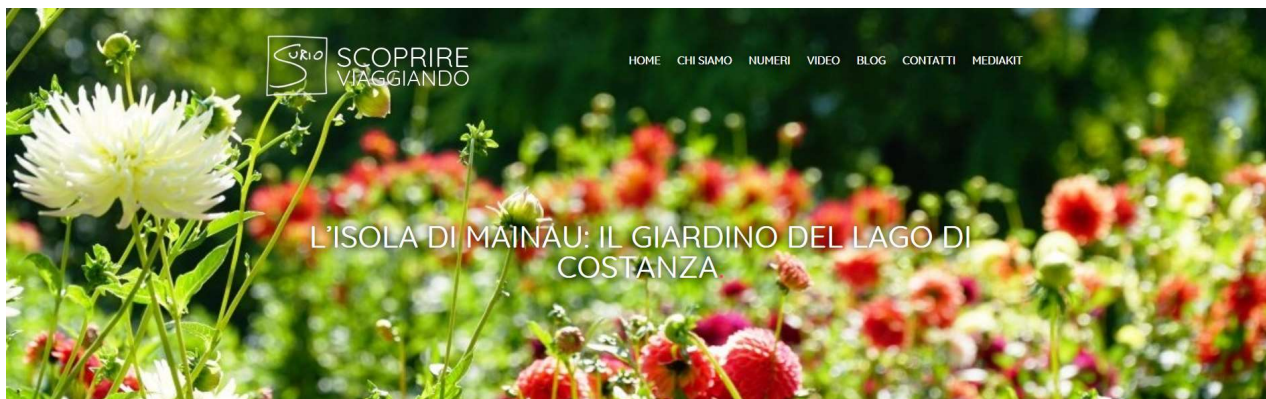 SURIO
SCOPRIRE
VIAGGIANDO
HOME CHI SIAMO NUMERI VIDEO BLOG CONTATTI MEDIAKIT
L'ISOLA DI MAINAU: IL GIARDINO DEL LAGO DI
COSTANZA